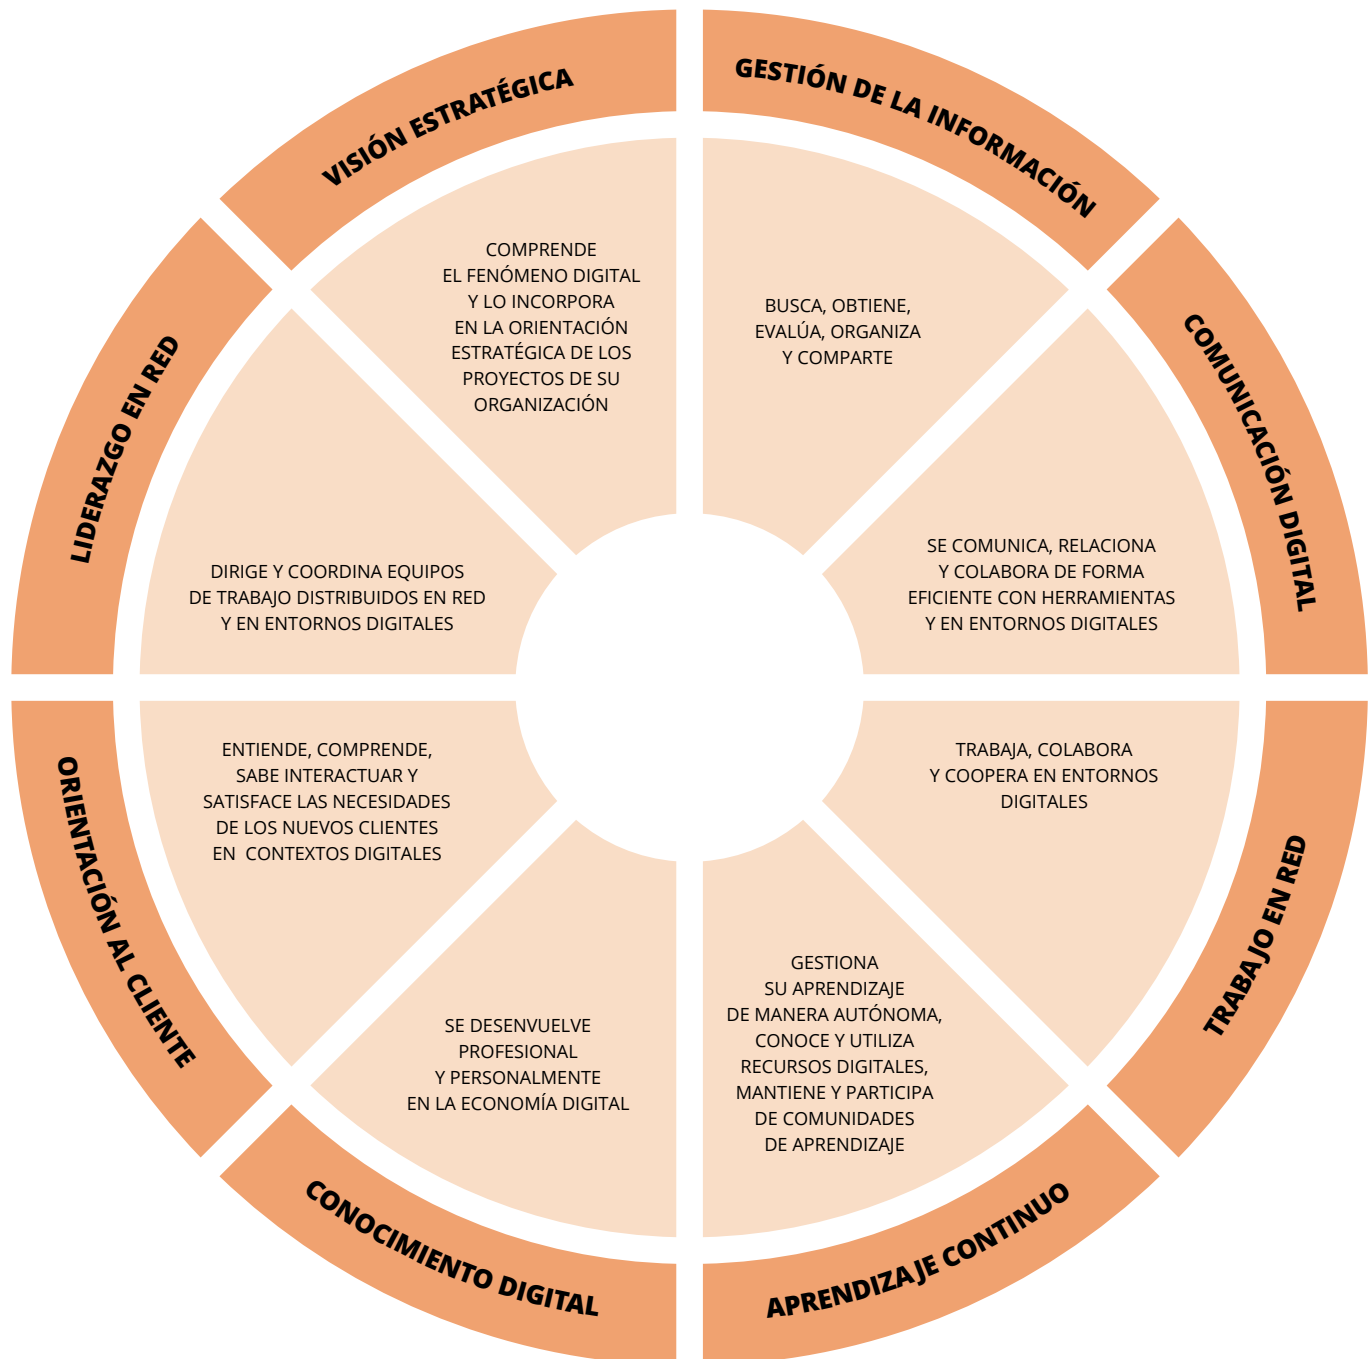 VISIÓN ESTRATÉGICA
COMPRENDE
EL FENÓMENO DIGITAL
Y LO INCORPORA
EN LA ORIENTACIÓN
ESTRATÉGICA DE LOS
PROYECTOS DE SU
ORGANIZACIÓN
GESTIÓN DE LA INFORMACIÓN
BUSCA, OBTIENE,
EVALÚA, ORGANIZA
Y COMPARTE
COMUNICACIÓN DIGITAL
SE COMUNICA, RELACIONA
Y COLABORA DE FORMA
EFICIENTE CON HERRAMIENTAS
Y EN ENTORNOS DIGITALES
TRABAJO EN RED
TRABAJA, COLABORA
Y COOPERA EN ENTORNOS
DIGITALES
APRENDIZAJE CONTINUO
GESTIONA
SU APRENDIZAJE
DE MANERA AUTÓNOMA,
CONOCE Y UTILIZA
RECURSOS DIGITALES,
MANTIENE Y PARTICIPA
DE COMUNIDADES
DE APRENDIZAJE
CONOCIMIENTO DIGITAL
SE DESENVUELVE
PROFESIONAL
Y PERSONALMENTE
EN LA ECONOMÍA DIGITAL
ORIENTACIÓN AL CLIENTE
ENTIENDE, COMPRENDE,
SABE INTERACTUAR Y
SATISFACE LAS NECESIDADES
DE LOS NUEVOS CLIENTES
EN CONTEXTOS DIGITALES
LIDERAZGO EN RED
DIRIGE Y COORDINA EQUIPOS
DE TRABAJO DISTRIBUIDOS EN RED
Y EN ENTORNOS DIGITALES